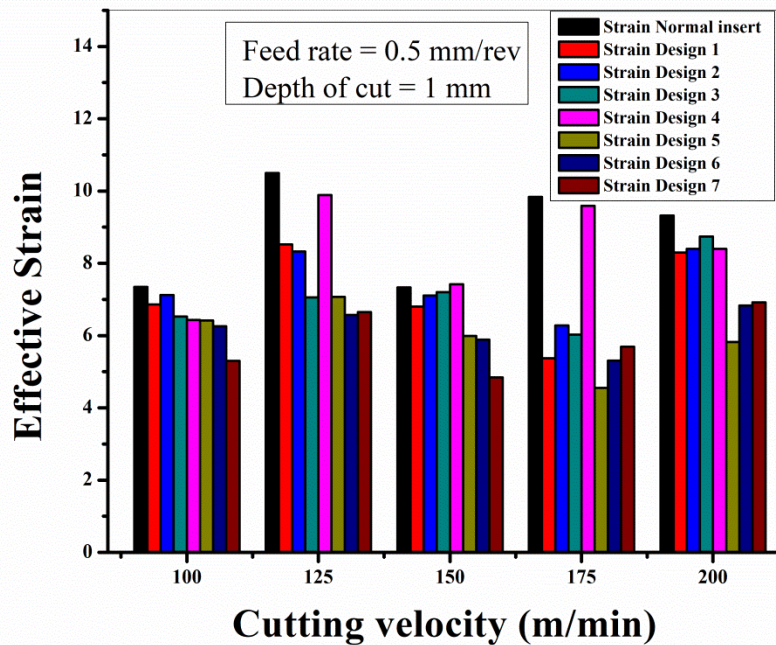 Effective Strain
14
12
10
8
6
4
2
0
Feed rate = 0.5 mm/rev
Depth of cut = 1 mm
Strain Normal insert
Strain Design 1
Strain Design 2
Strain Design 3
Strain Design 4
Strain Design 5
Strain Design 6
Strain Design 7
100 125 150 175 200
Cutting velocity (m/min)